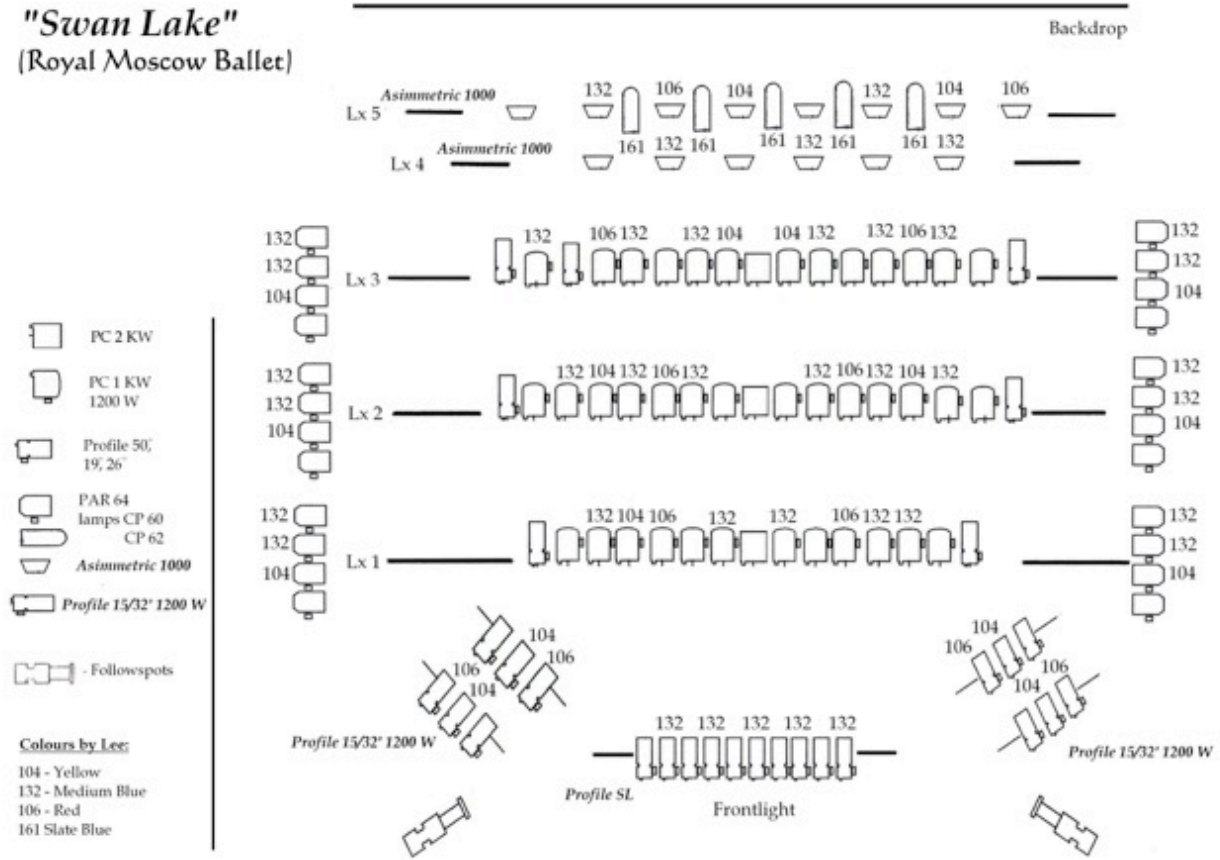 "Swan Lake"
(Royal Moscow Ballet)
Backdrop
132 106 104 132 104 106
Lx 5 Asimmetric 1000
161 132 161 161 132 161 161 132
Lx 4 Asimmetric 1000
132 132 106 132 132 104 104 132 132 106 132 132
132 132
104 Lx 3 104
132 104 132 106 132 132 106 132 104 132
132 132
132 Lx 2 132
104 104
132 132 104 106 132 132 106 132 132 132
132 132
104 Lx 1 104
PC 2 KW
PC 1 KW
1200 W
Profile 50,
19, 26
PAR 64
lamps CP 60
CP 62
Asimmetric 1000
Profile 15/32" 1200 W
- Followspots
Colours by Lee:
104 - Yellow
132 - Medium Blue
106 - Red
161 Slate Blue
104
106
106
104
Profile 15/32" 1200 W
132 132 132 132 132
Profile SL
Frontlight
104
106
106
104
Profile 15/32" 1200 W